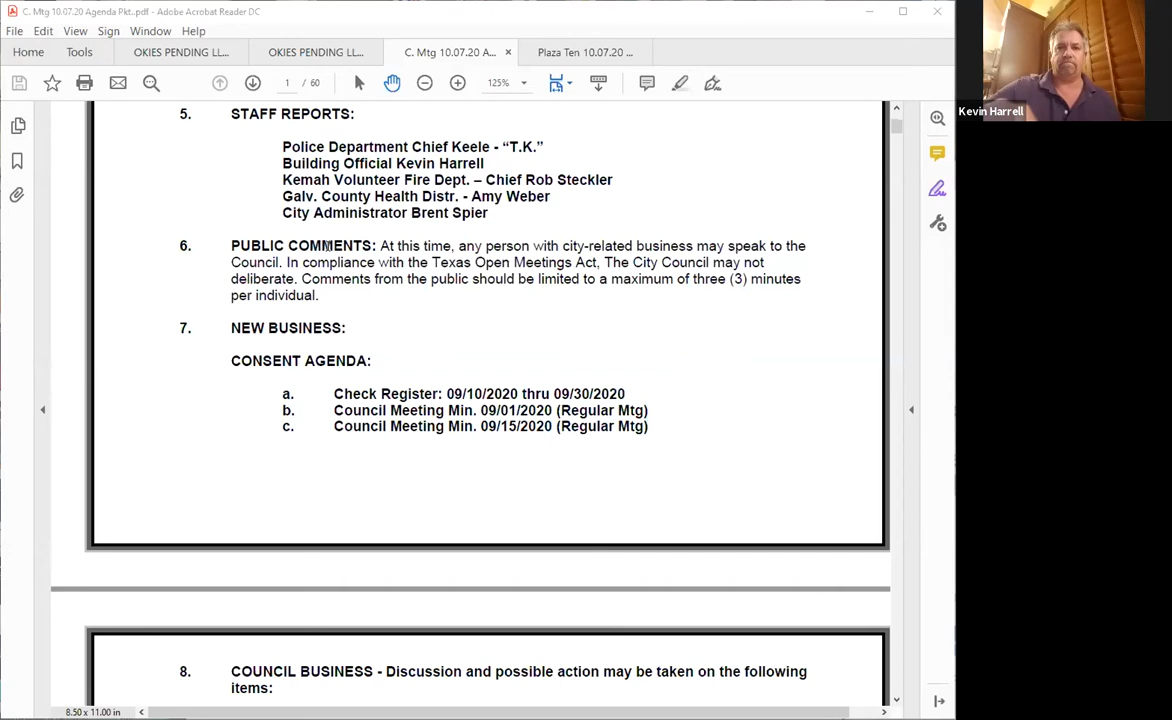 C. Mtg 10.07.20 Agenda Pkt..pdf - Adobe Acrobat Reader DC
File Edit View Sign Window Help
Home Tools OKIES PENDING LL... OKIES PENDING LL... C. Mtg 10.07.20 A... × Plaza Ten 10.07.20 ...
1 / 60 125%
Kevin Harrell
5. STAFF REPORTS:
Police Department Chief Keele - “T.K.”
Building Official Kevin Harrell
Kemah Volunteer Fire Dept. – Chief Rob Steckler
Galv. County Health Distr. - Amy Weber
City Administrator Brent Spier
6. PUBLIC COMMENTS: At this time, any person with city-related business may speak to the
Council. In compliance with the Texas Open Meetings Act, The City Council may not
deliberate. Comments from the public should be limited to a maximum of three (3) minutes
per individual.
7. NEW BUSINESS:
CONSENT AGENDA:
a. Check Register: 09/10/2020 thru 09/30/2020
b. Council Meeting Min. 09/01/2020 (Regular Mtg)
c. Council Meeting Min. 09/15/2020 (Regular Mtg)
8. COUNCIL BUSINESS - Discussion and possible action may be taken on the following
items:
8.50 x 11.00 in